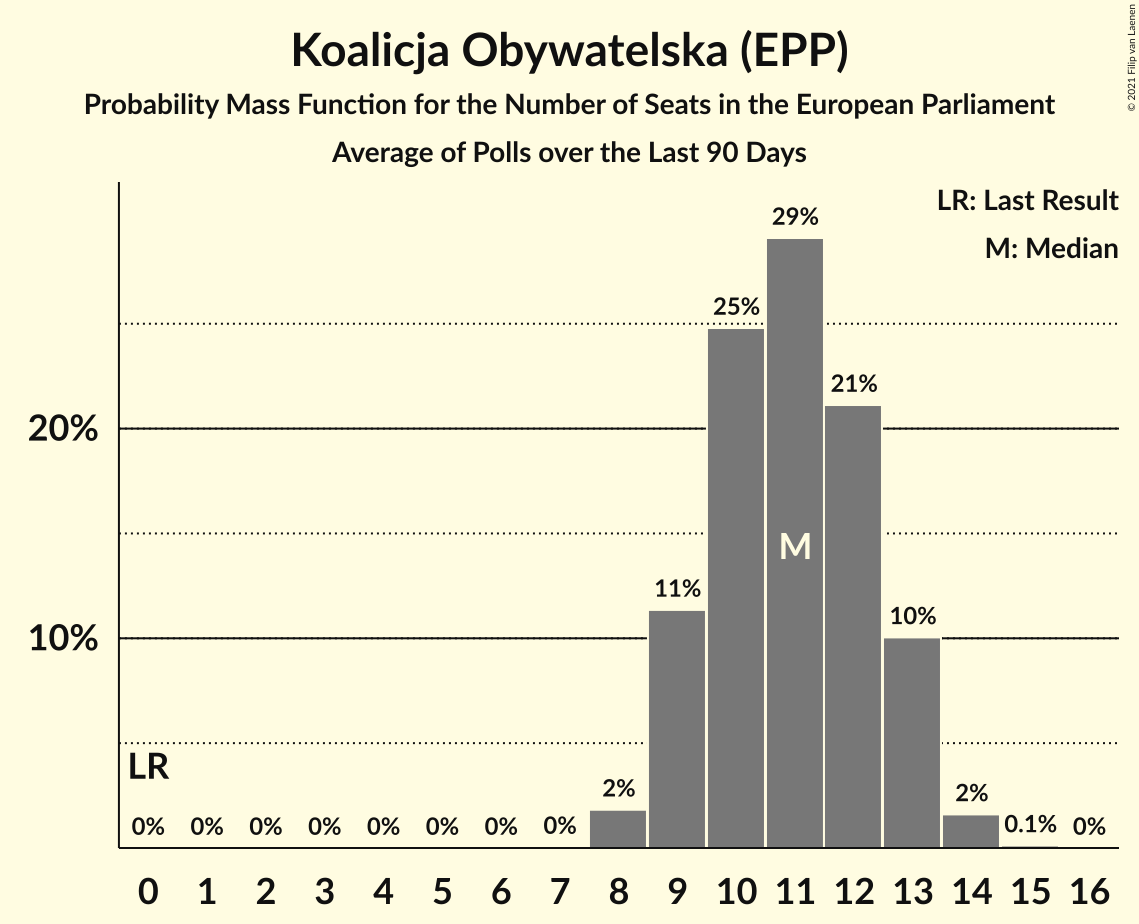 Koalicja Obywatelska (EPP)
Probability Mass Function for the Number of Seats in the European Parliament
Average of Polls over the Last 90 Days
© 2021 Filip van Laenen
LR: Last Result
M: Median
29%
25%
21%
20%
M
11%
10%
10%
LR
2%
2%
0% 0% 0% 0% 0% 0% 0% 0% 0.1% 0%
0 1 2 3 4 5 6 7 8 9 10 11 12 13 14 15 16